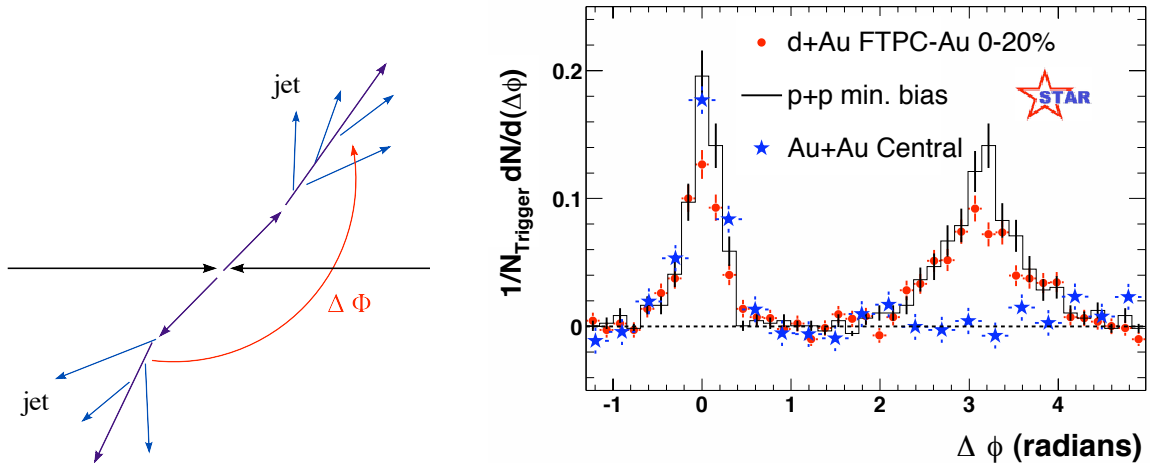 jet
Δ Φ
jet
d+Au FTPC-Au 0-20%
p+p min. bias
Au+Au Central
STAR
1/N_Trigger dN/d(Δφ)
0.2
0.1
0
-1 0 1 2 3 4
Δ φ (radians)